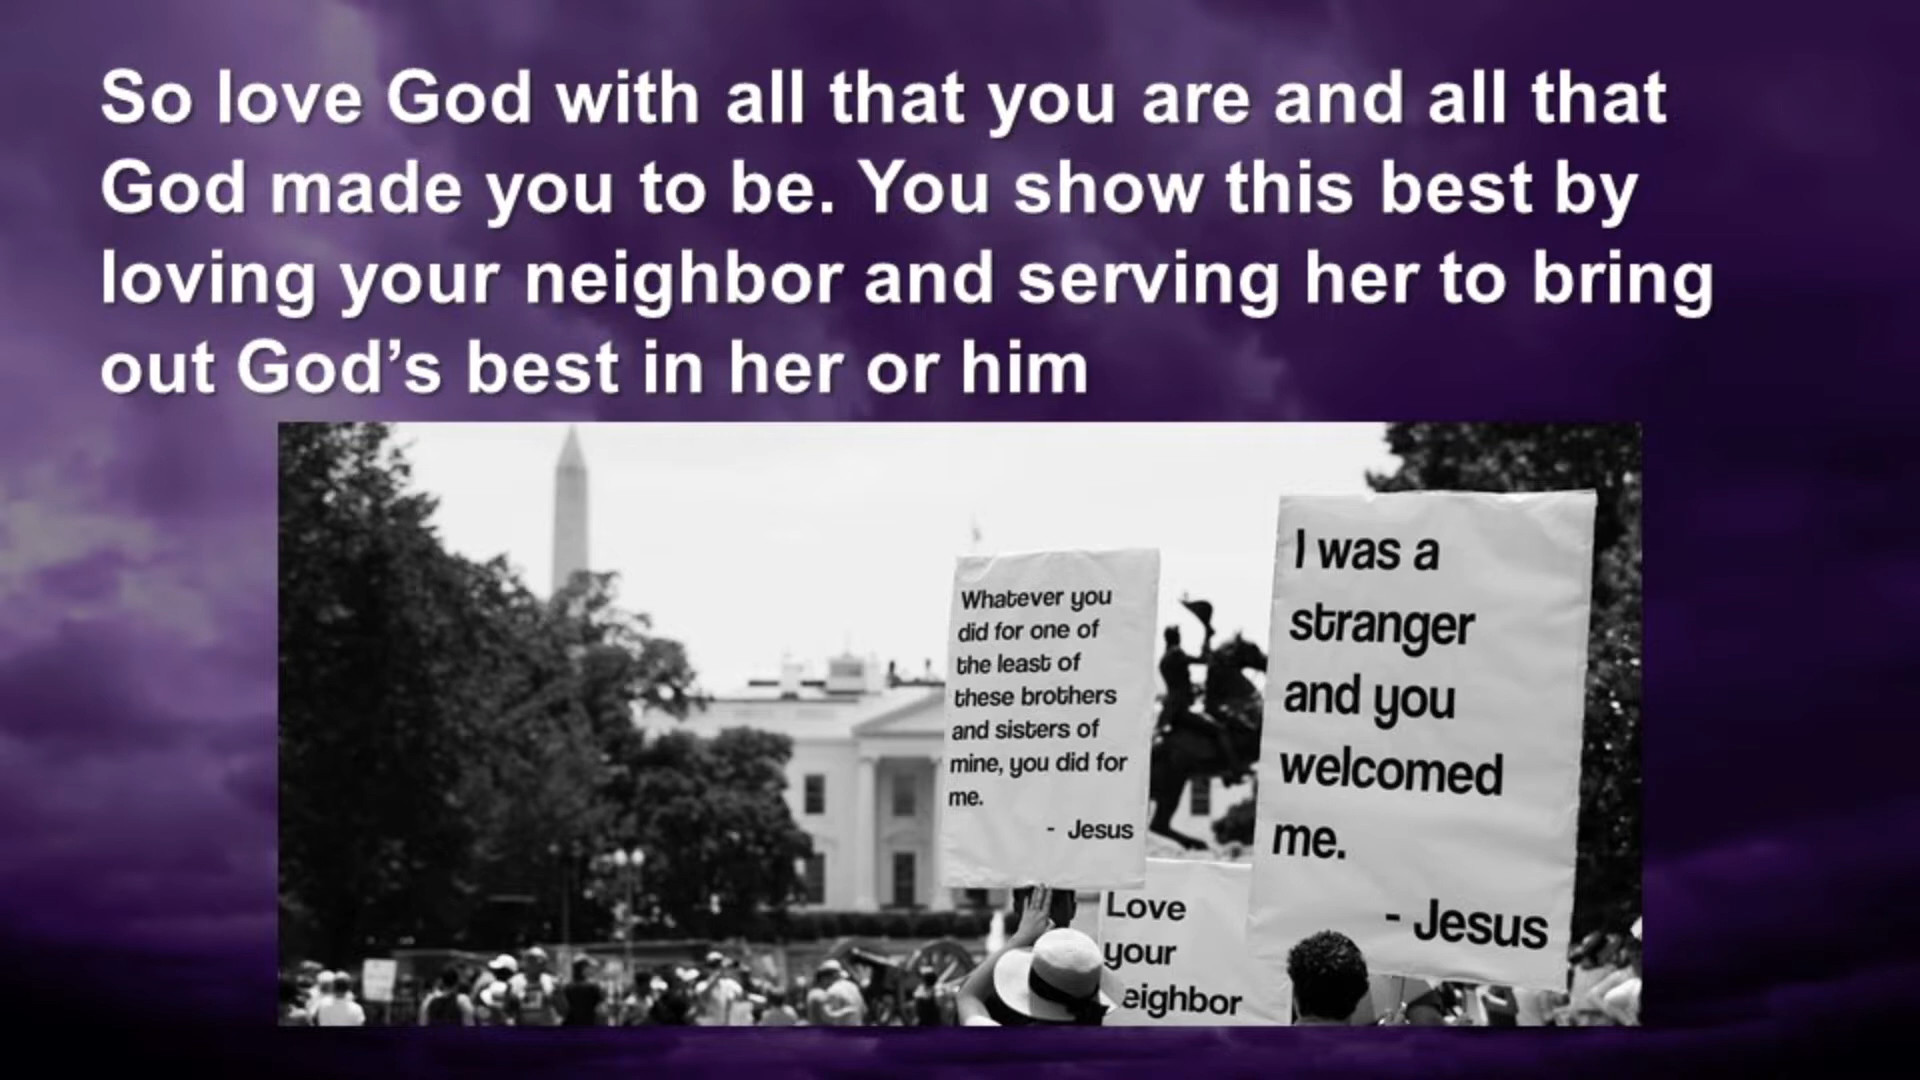 So love God with all that you are and all that
God made you to be. You show this best by
loving your neighbor and serving her to bring
out God’s best in her or him
Whatever you
did for one of
the least of
these brothers
and sisters of
mine, you did for
me.
- Jesus
I was a
stranger
and you
welcomed
me.
- Jesus
Love
your
eighbor